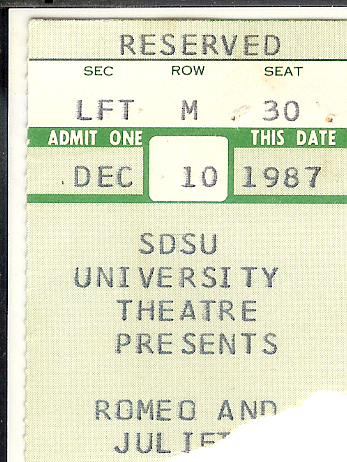 RESERVED
SEC ROW SEAT
LFT M 30
ADMIT ONE THIS DATE
DEC 10 1987
SDSU
UNIVERSITY
THEATRE
PRESENTS
ROMEO AND
JULIET